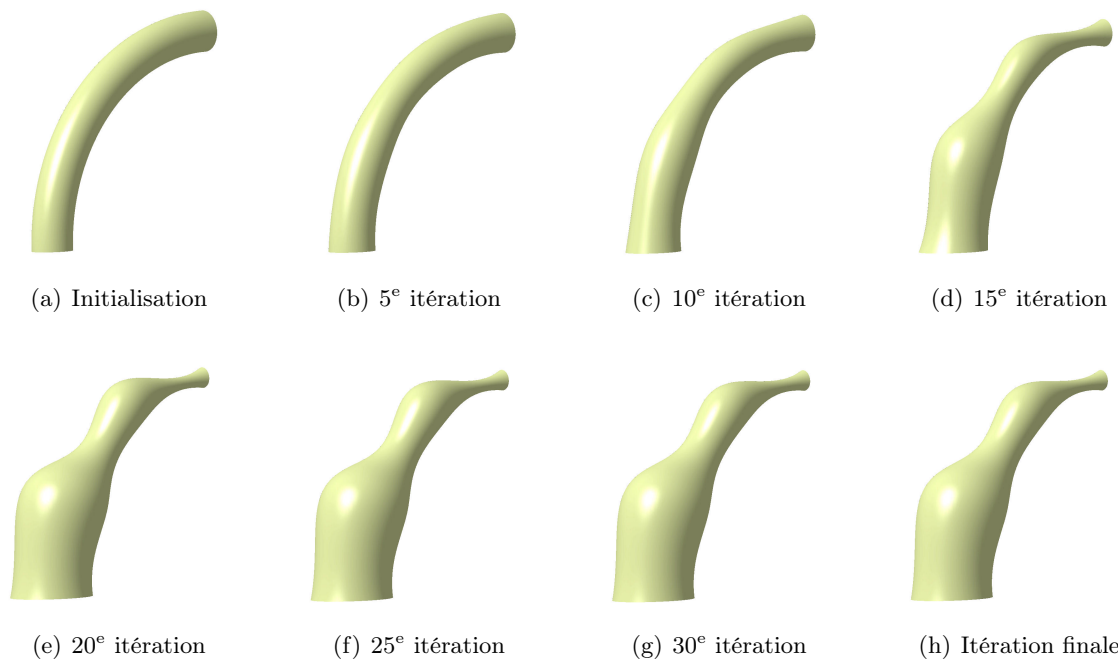 (a) Initialisation
(b) 5e itération
(c) 10e itération
(d) 15e itération
(e) 20e itération
(f) 25e itération
(g) 30e itération
(h) Itération finale